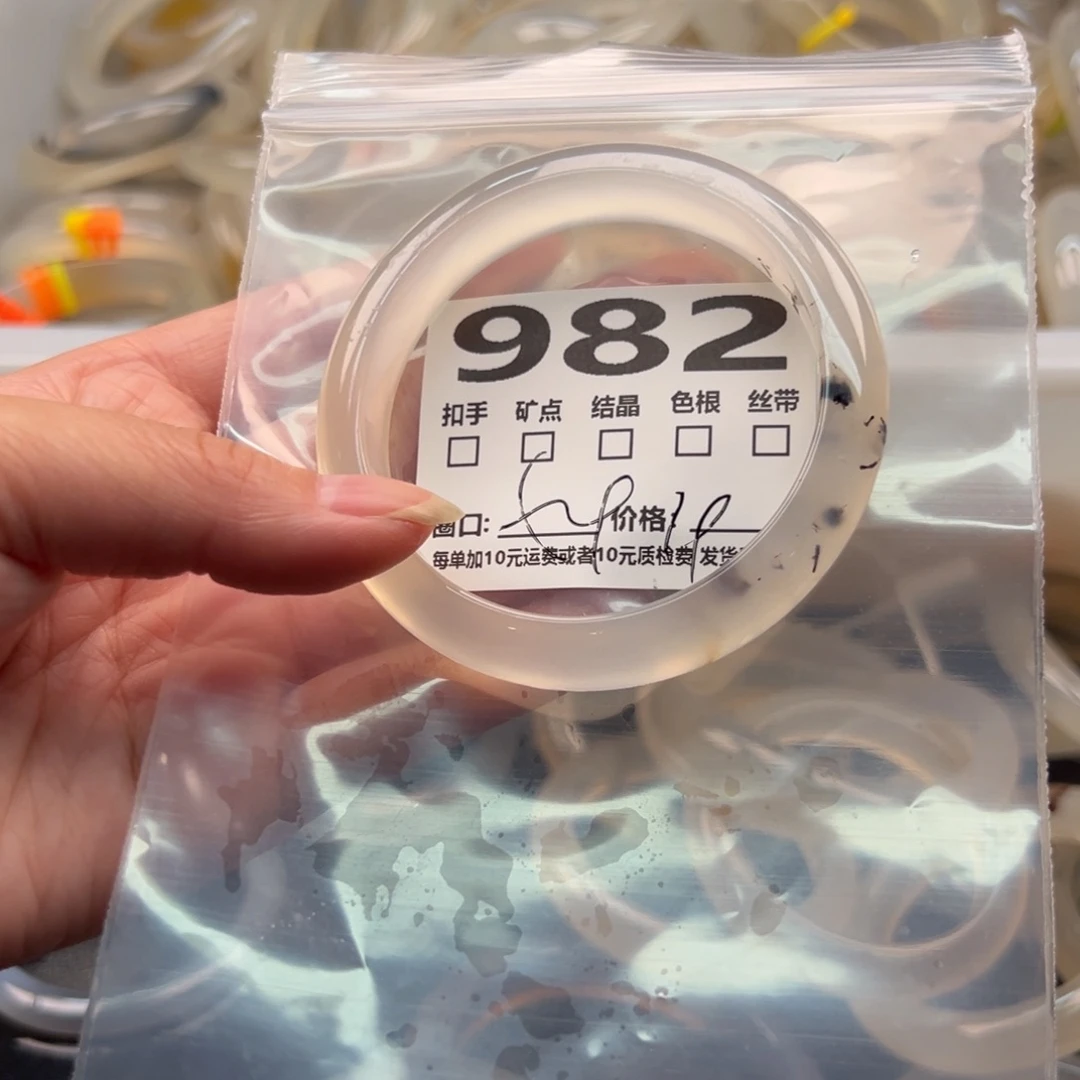 982
扣手 矿点 结晶 色根 丝带
圈口: 价格
每单加10元运费或者10元质检费 发货